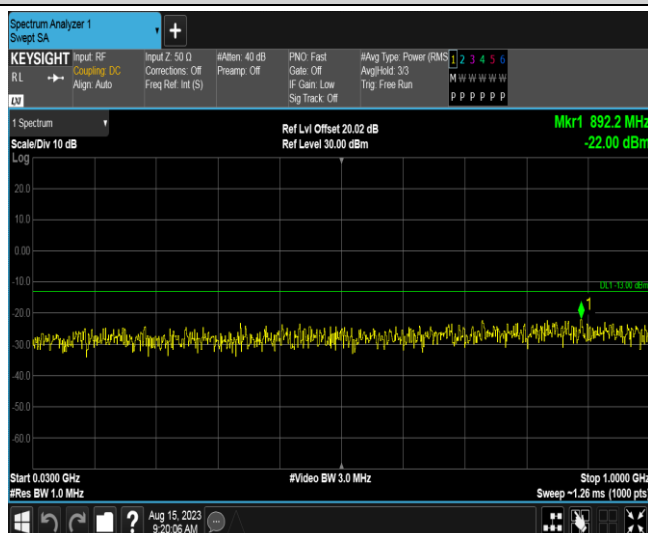 Spectrum Analyzer 1
Swept SA
+
KEYSIGHT
RL
LXI
Input: RF
Coupling: DC
Align: Auto
Input Z: 50 Ω
Corrections: Off
Freq Ref: Int (S)
#Atten: 40 dB
Preamp: Off
PNO: Fast
Gate: Off
IF Gain: Low
Sig Track: Off
#Avg Type: Power (RMS
Avg|Hold: 3/3
Trig: Free Run
1 2 3 4 5 6
M W W W W W
P P P P P P
1 Spectrum
Scale/Div 10 dB
Ref Lvl Offset 20.02 dB
Ref Level 30.00 dBm
Mkr1 892.2 MHz
-22.00 dBm
Log
20.0
10.0
0.00
-10.0
-20.0
-30.0
-40.0
-50.0
-60.0
DL1 -13.00 dBm
1
Start 0.0300 GHz
#Res BW 1.0 MHz
#Video BW 3.0 MHz
Stop 1.0000 GHz
Sweep ~1.26 ms (1000 pts)
?
Aug 15, 2023
9:20:06 AM